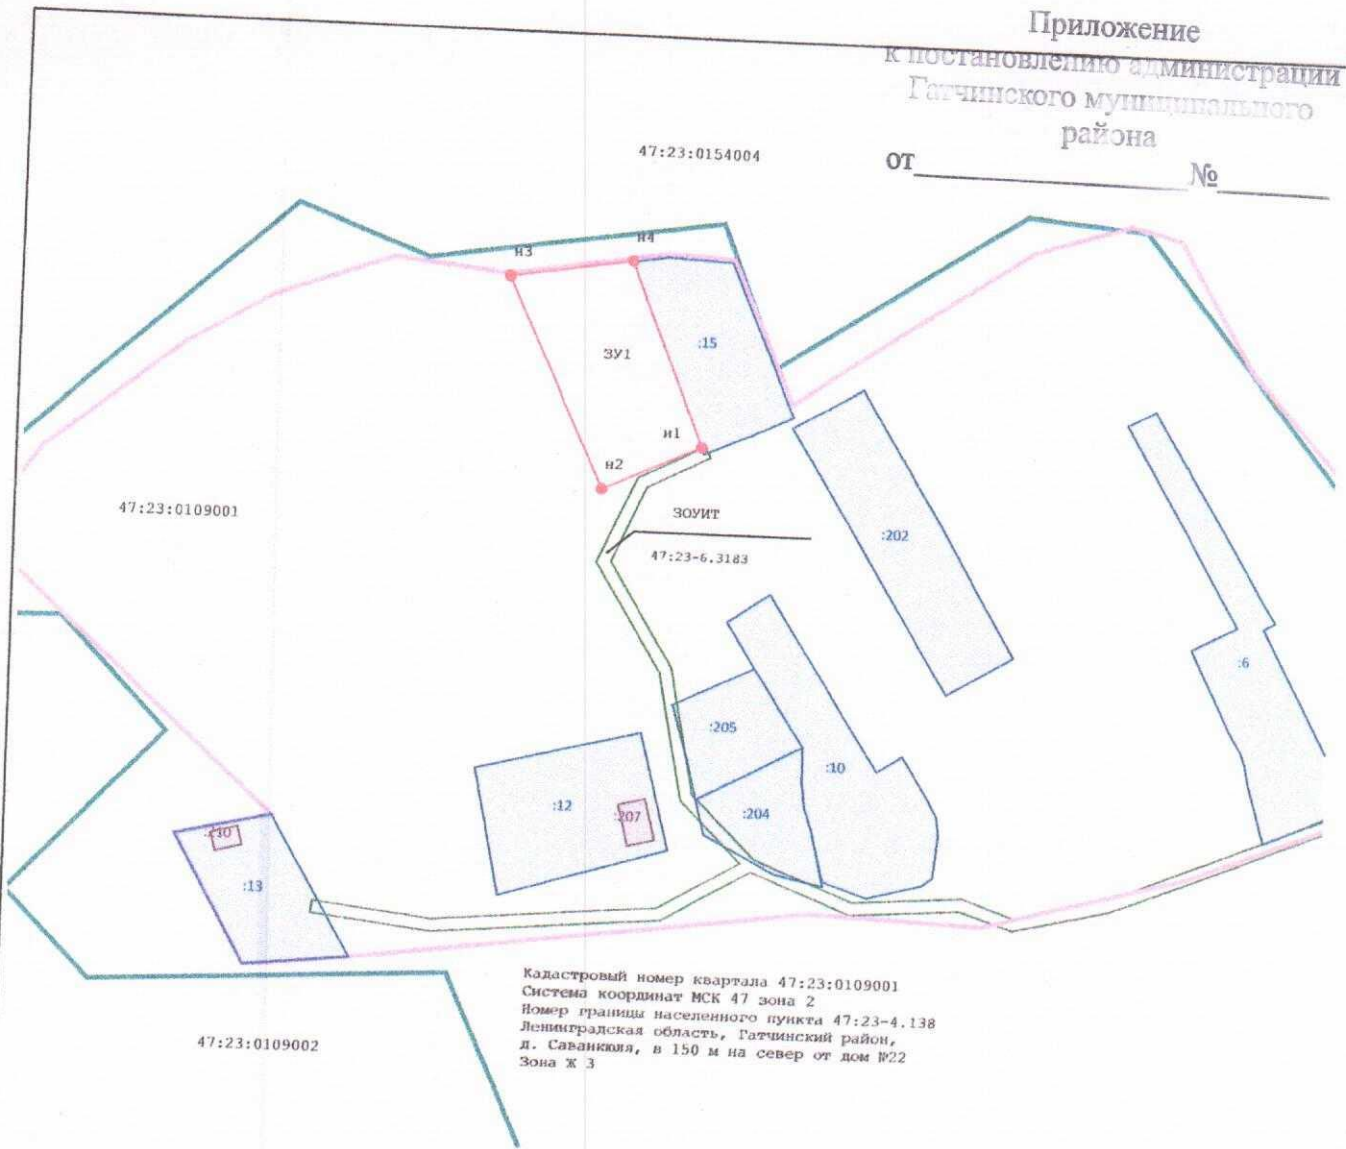 Приложение
к постановлению администрации
Гатчинского муниципального
района
от № 
47:23:0154004
н3
н4
ЗУ1
:15
н1
н2
47:23:0109001
ЗОУИТ
47:23-6.3183
:202
:6
:205
:10
:12
:207
:204
:13
Кадастровый номер квартала 47:23:0109001
Система координат МСК 47 зона 2
Номер границы населенного пункта 47:23-4.138
Ленинградская область, Гатчинский район,
д. Саванкюля, в 150 м на север от дом №22
Зона Ж 3
47:23:0109002